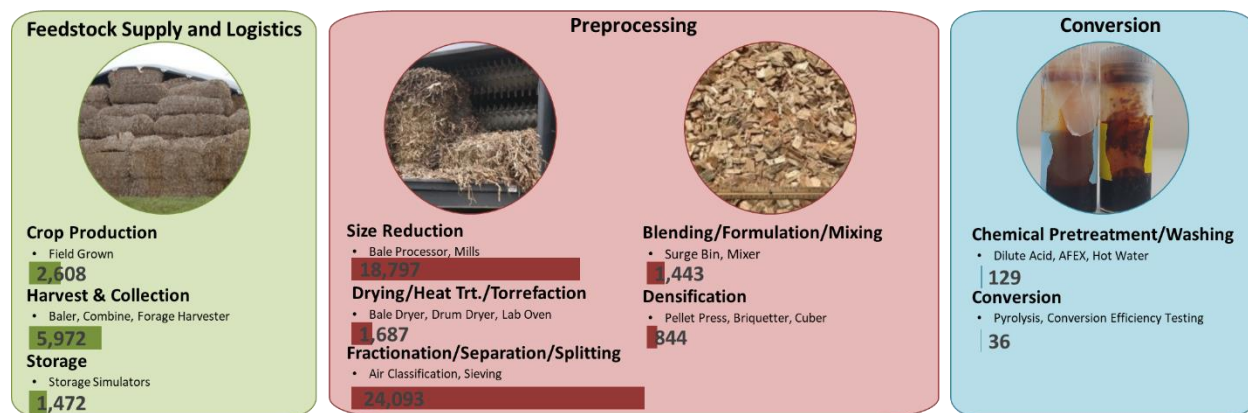 Feedstock Supply and Logistics
Crop Production
• Field Grown
2,608
Harvest & Collection
• Baler, Combine, Forage Harvester
5,972
Storage
• Storage Simulators
1,472
Preprocessing
Size Reduction
• Bale Processor, Mills
18,797
Drying/Heat Trt./Torrefaction
• Bale Dryer, Drum Dryer, Lab Oven
1,687
Fractionation/Separation/Splitting
• Air Classification, Sieving
24,093
Blending/Formulation/Mixing
• Surge Bin, Mixer
1,443
Densification
• Pellet Press, Briquetter, Cuber
844
Conversion
Chemical Pretreatment/Washing
• Dilute Acid, AFEX, Hot Water
129
Conversion
• Pyrolysis, Conversion Efficiency Testing
36